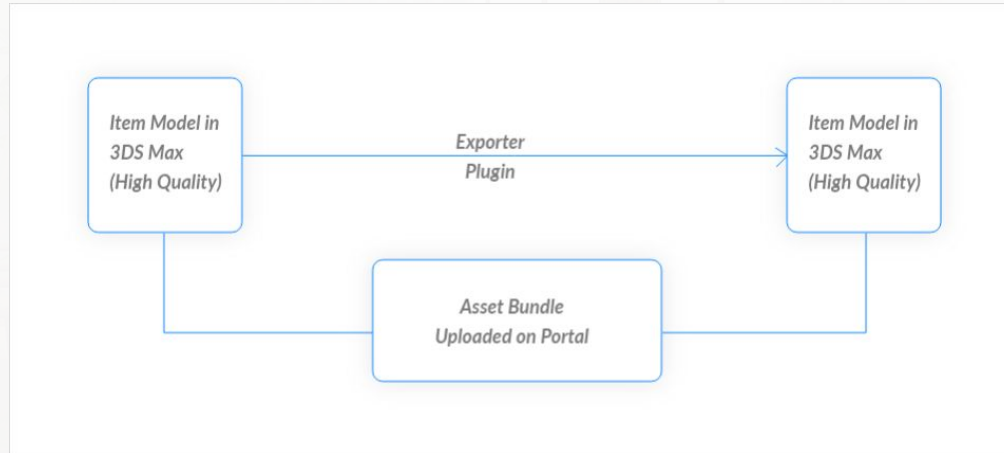 Item Model in
3DS Max
(High Quality)
Exporter
Plugin
Item Model in
3DS Max
(High Quality)
Asset Bundle
Uploaded on Portal